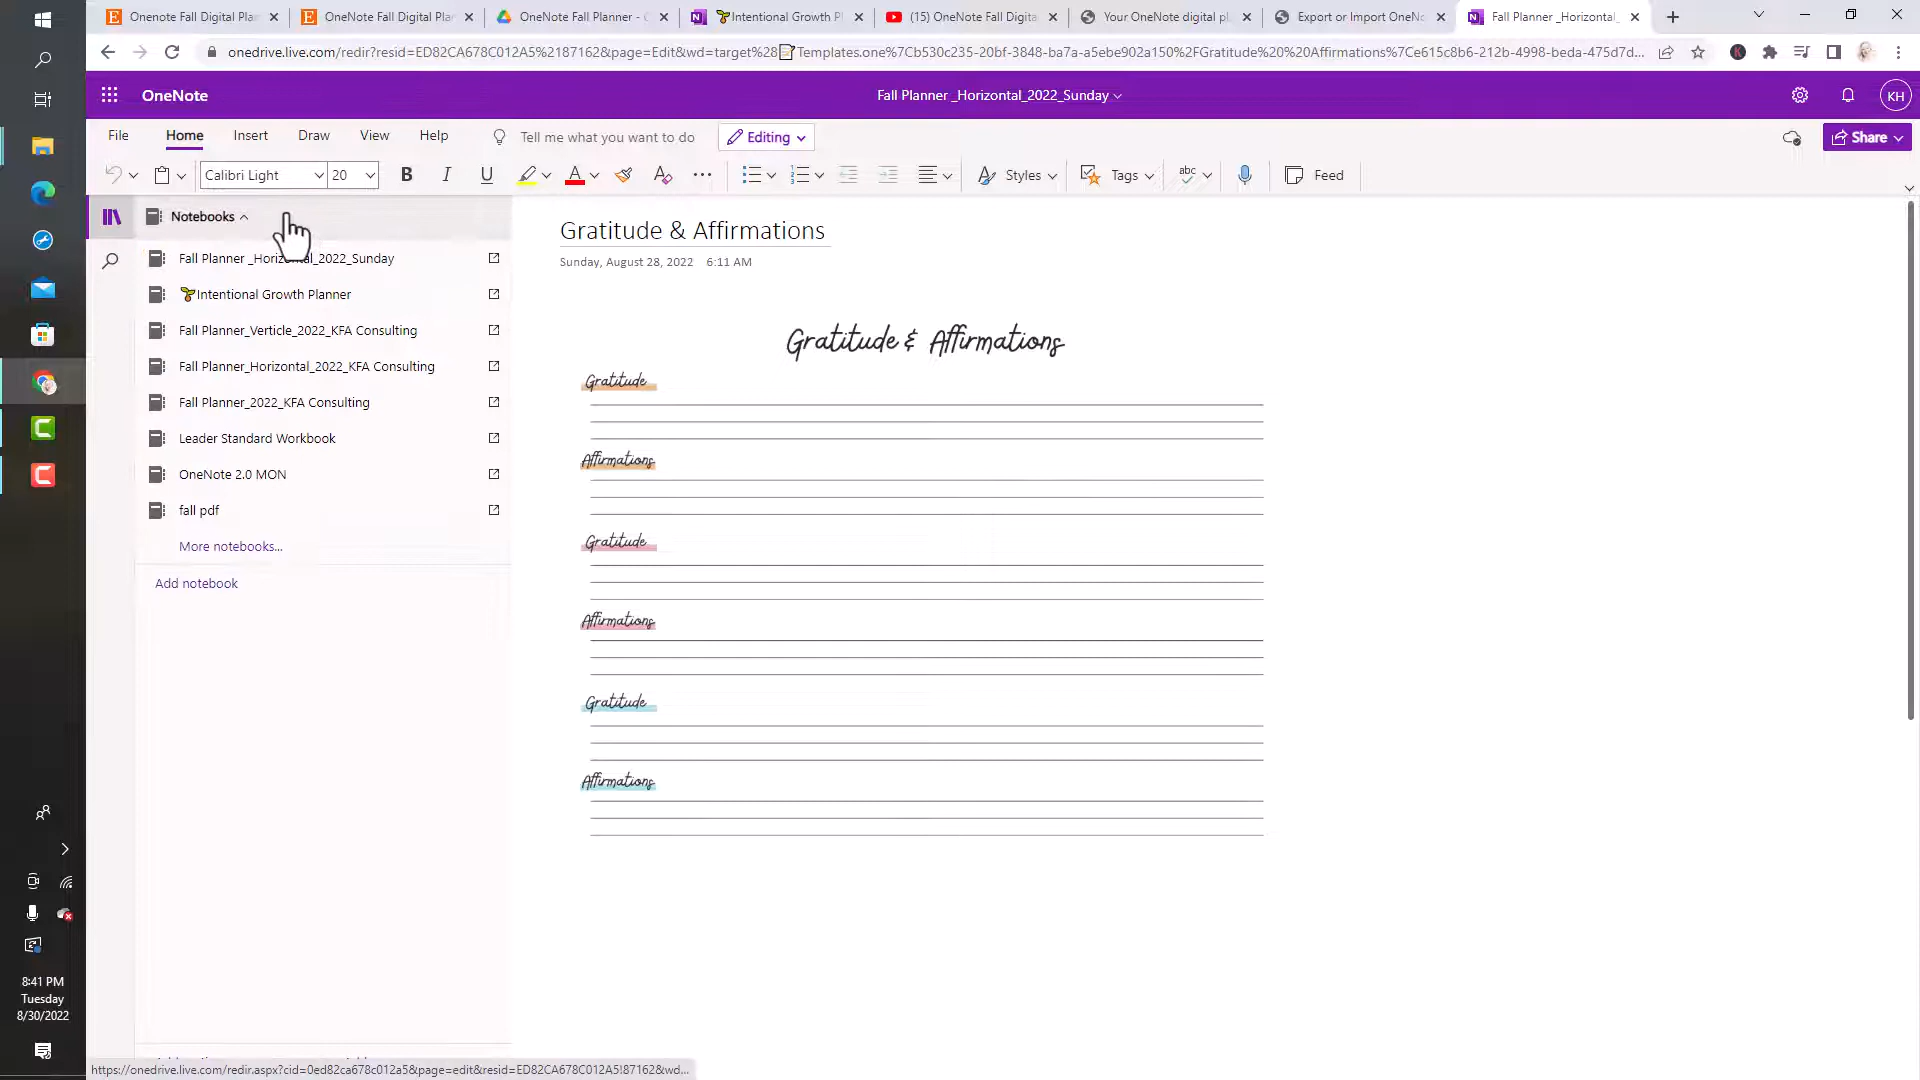 Onenote Fall Digital Plan
OneNote Fall Digital Plan
OneNote Fall Planner - G
🌱Intentional Growth Pl
(15) OneNote Fall Digita
Your OneNote digital pl
Export or Import OneNo
Fall Planner _Horizontal_
onedrive.live.com/redir?resid=ED82CA678C012A5%2187162&page=Edit&wd=target%28📝Templates.one%7Cb530c235-20bf-3848-ba7a-a5ebe902a150%2FGratitude%20%20Affirmations%7Ce615c8b6-212b-4998-beda-475d7d...
OneNote
Fall Planner _Horizontal_2022_Sunday
KH
File
Home
Insert
Draw
View
Help
Tell me what you want to do
Editing
Share
Calibri Light
20
B
I
U
A
Styles
Tags
abc
Feed
Notebooks
Fall Planner _Horizontal_2022_Sunday
🌱Intentional Growth Planner
Fall Planner_Verticle_2022_KFA Consulting
Fall Planner_Horizontal_2022_KFA Consulting
Fall Planner_2022_KFA Consulting
Leader Standard Workbook
OneNote 2.0 MON
fall pdf
More notebooks...
Add notebook
Gratitude & Affirmations
Sunday, August 28, 2022 6:11 AM
Gratitude & Affirmations
Gratitude
Affirmations
Gratitude
Affirmations
Gratitude
Affirmations
8:41 PM
Tuesday
8/30/2022
https://onedrive.live.com/redir.aspx?cid=0ed82ca678c012a5&page=edit&resid=ED82CA678C012A5!87162&wd...